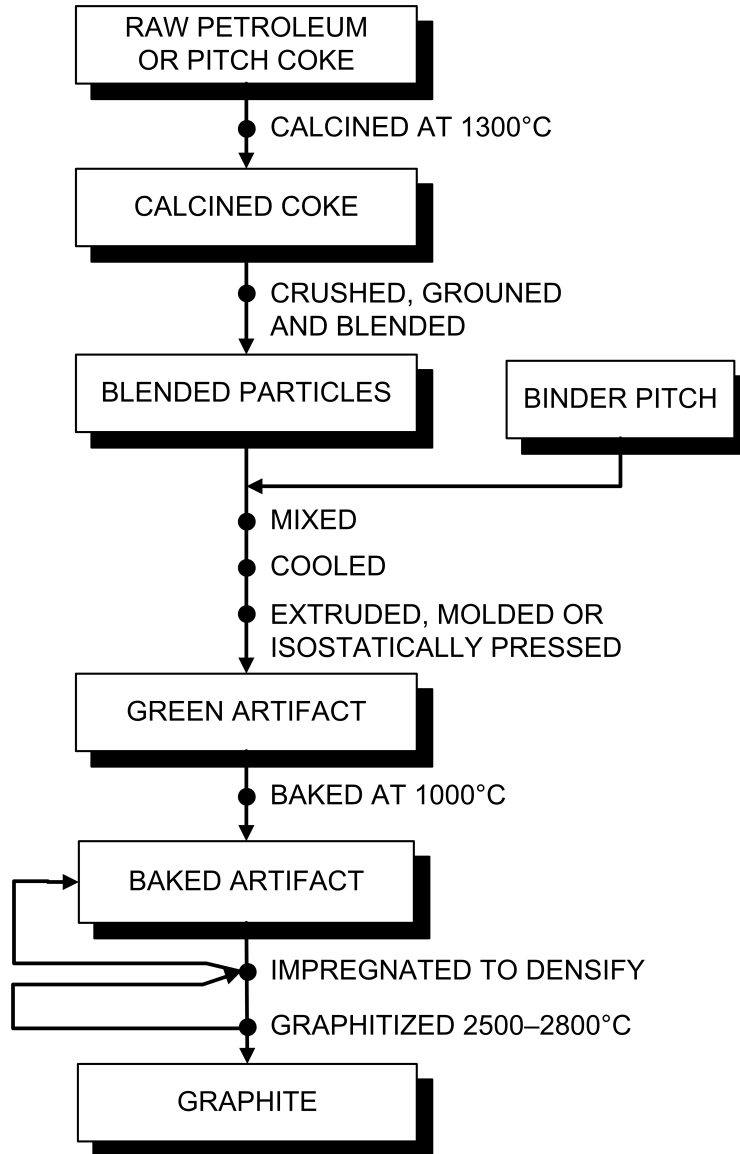 RAW PETROLEUM
OR PITCH COKE
CALCINED AT 1300°C
CALCINED COKE
CRUSHED, GROUNED
AND BLENDED
BLENDED PARTICLES
BINDER PITCH
MIXED
COOLED
EXTRUDED, MOLDED OR
ISOSTATICALLY PRESSED
GREEN ARTIFACT
BAKED AT 1000°C
BAKED ARTIFACT
IMPREGNATED TO DENSIFY
GRAPHITIZED 2500–2800°C
GRAPHITE